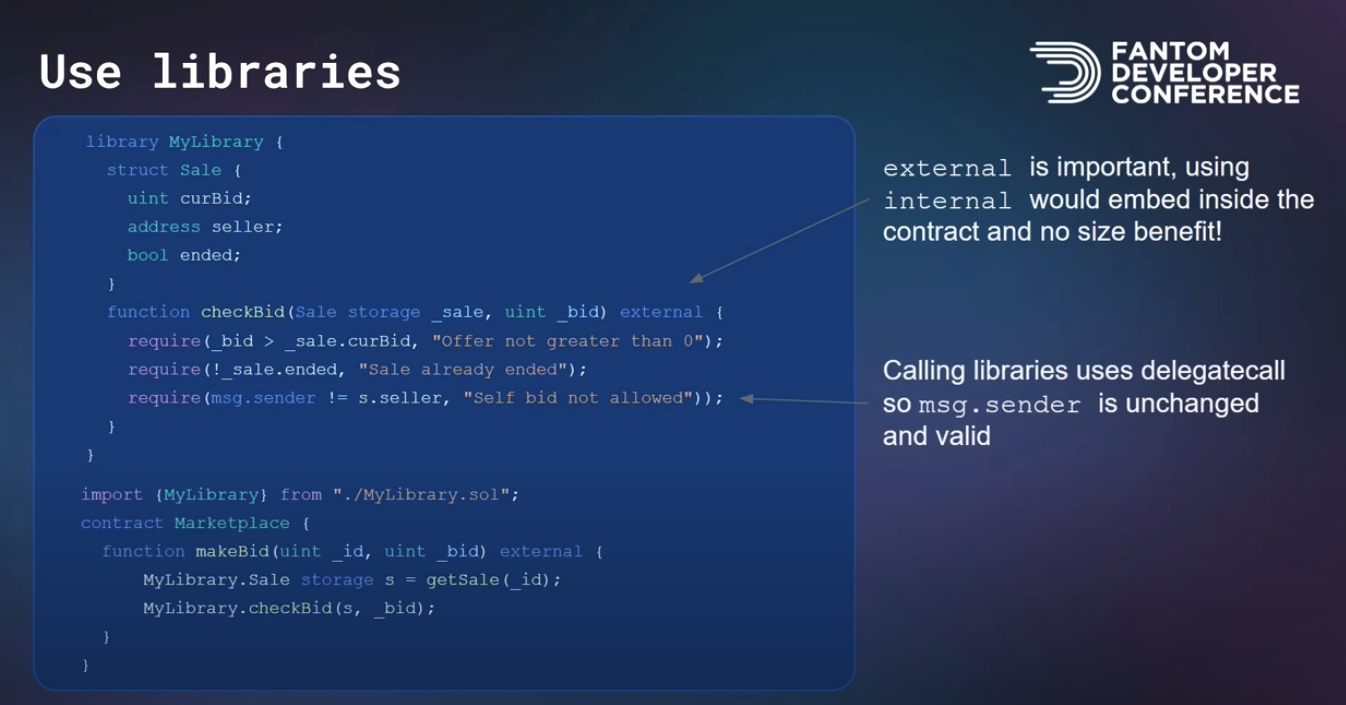 Use libraries
FANTOM
DEVELOPER
CONFERENCE
library MyLibrary {
struct Sale {
uint curBid;
address seller;
bool ended;
}
function checkBid(Sale storage _sale, uint _bid) external {
require(_bid > _sale.curBid, "Offer not greater than 0");
require(!_sale.ended, "Sale already ended");
require(msg.sender != s.seller, "Self bid not allowed"));
}
}
import {MyLibrary} from "./MyLibrary.sol";
contract Marketplace {
function makeBid(uint _id, uint _bid) external {
MyLibrary.Sale storage s = getSale(_id);
MyLibrary.checkBid(s, _bid);
}
}
external is important, using
internal would embed inside the
contract and no size benefit!
Calling libraries uses delegatecall
so msg.sender is unchanged
and valid